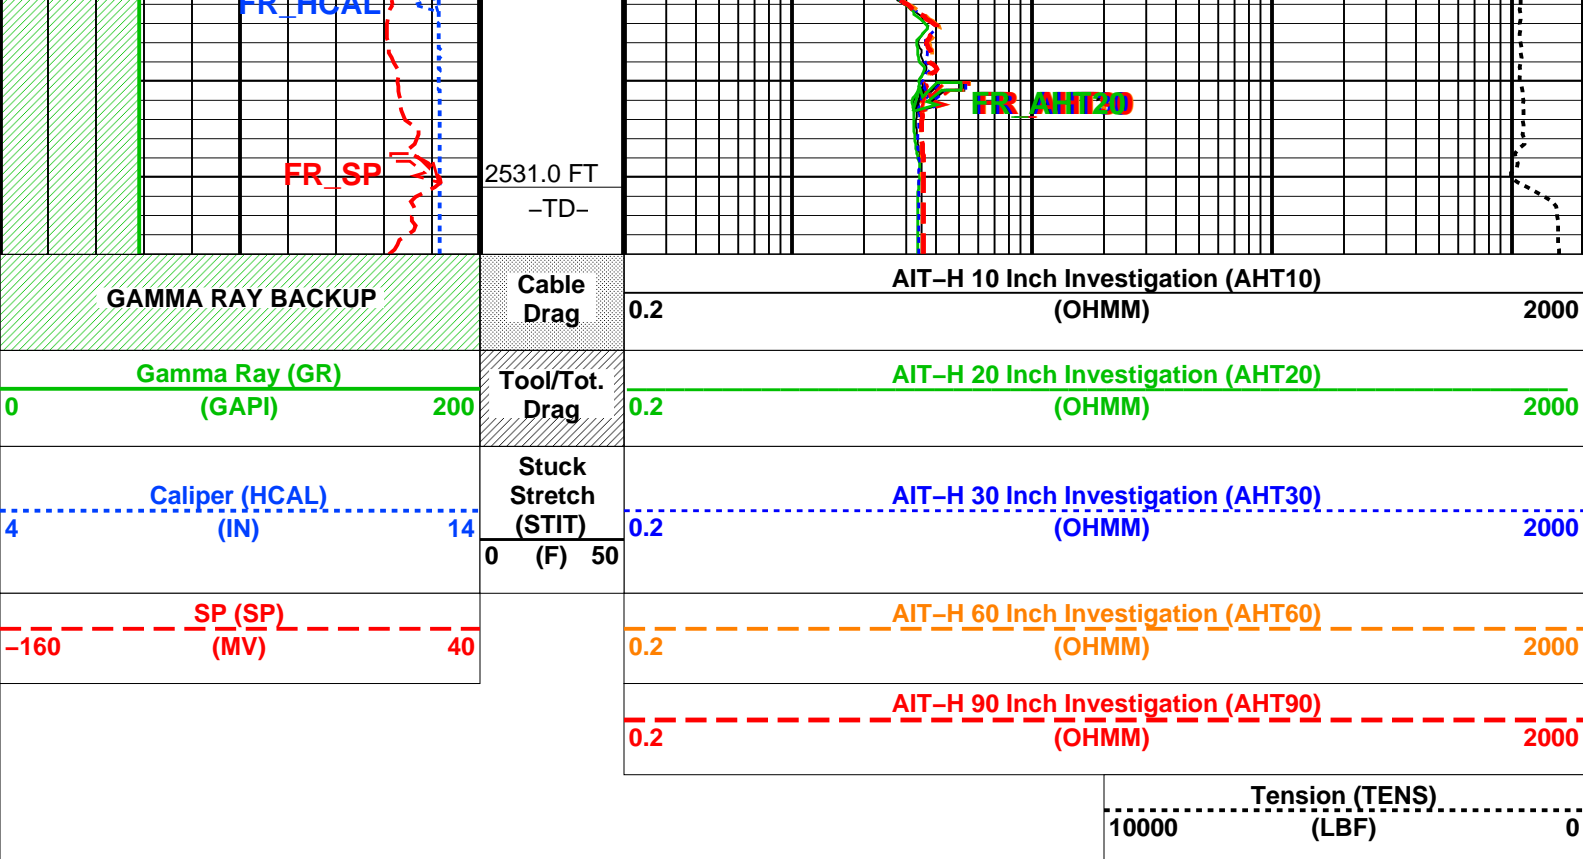 FR_HCAL
FR_AHT20
FR_SP
2531.0 FT
–TD–
GAMMA RAY BACKUP
Cable
Drag
AIT–H 10 Inch Investigation (AHT10)
0.2 (OHMM) 2000
Gamma Ray (GR)
0 (GAPI) 200
Tool/Tot.
Drag
AIT–H 20 Inch Investigation (AHT20)
0.2 (OHMM) 2000
Caliper (HCAL)
4 (IN) 14
Stuck
Stretch
(STIT)
0 (F) 50
AIT–H 30 Inch Investigation (AHT30)
0.2 (OHMM) 2000
SP (SP)
–160 (MV) 40
AIT–H 60 Inch Investigation (AHT60)
0.2 (OHMM) 2000
AIT–H 90 Inch Investigation (AHT90)
0.2 (OHMM) 2000
Tension (TENS)
10000 (LBF) 0